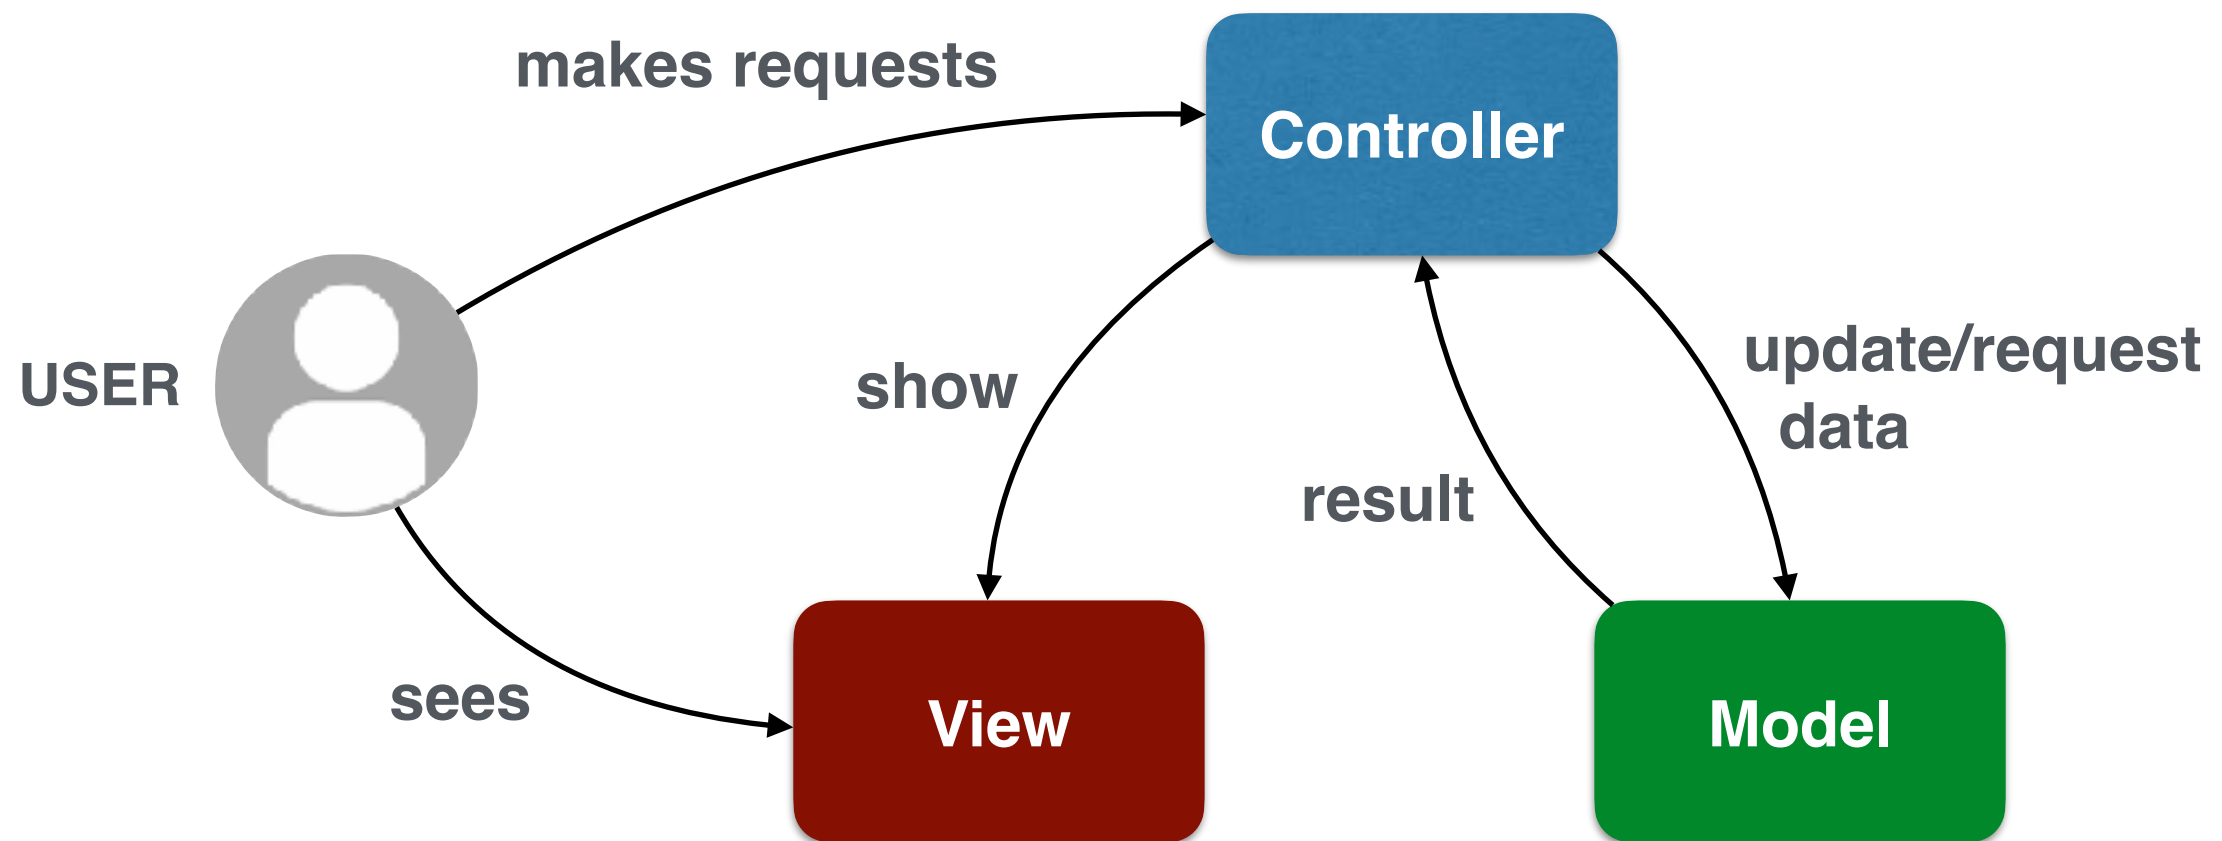 makes requests
Controller
USER
show
update/request
data
result
sees
View
Model